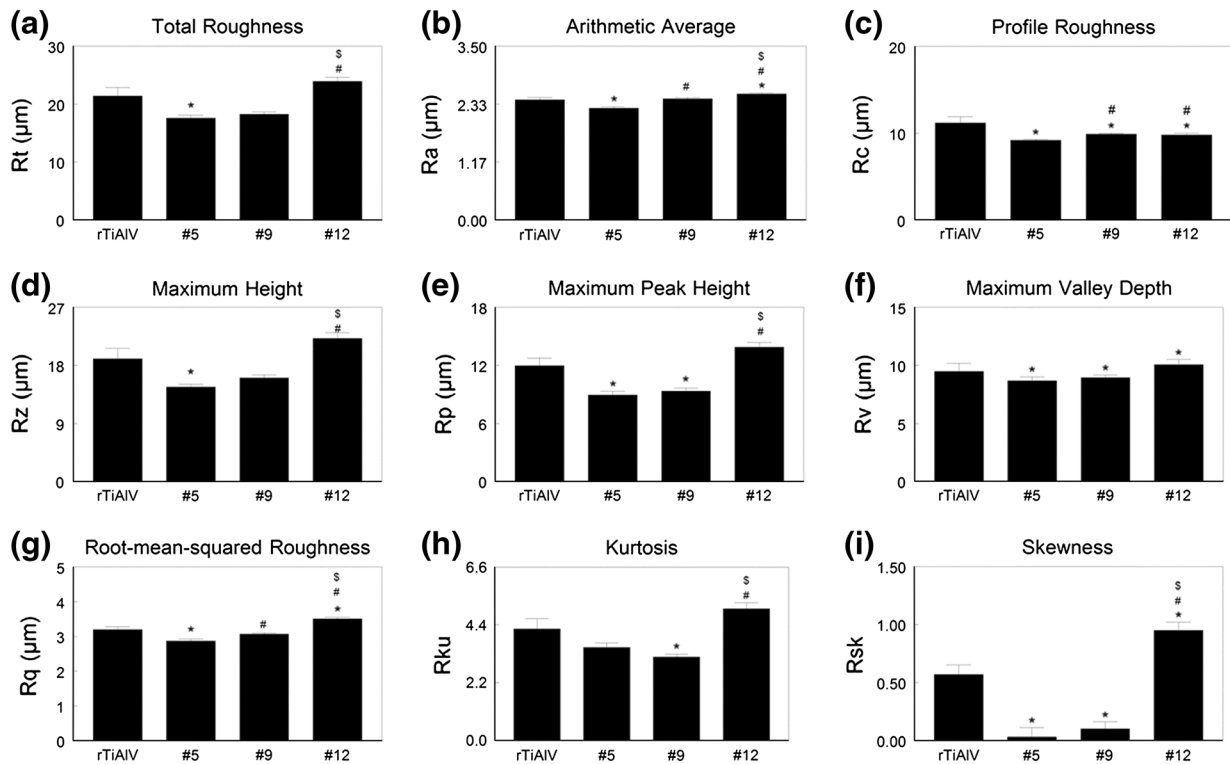 (a) Total Roughness
Rt (μm)
30
20
10
0
* $ #
rTiAlV #5 #9 #12
(b) Arithmetic Average
Ra (μm)
3.50
2.33
1.17
0.00
* # $ # *
rTiAlV #5 #9 #12
(c) Profile Roughness
Rc (μm)
20
10
0
* # * # *
rTiAlV #5 #9 #12
(d) Maximum Height
Rz (μm)
27
18
9
0
* $ #
rTiAlV #5 #9 #12
(e) Maximum Peak Height
Rp (μm)
18
12
6
0
* * $ #
rTiAlV #5 #9 #12
(f) Maximum Valley Depth
Rv (μm)
15
10
5
0
* * *
rTiAlV #5 #9 #12
(g) Root-mean-squared Roughness
Rq (μm)
5
4
3
2
1
0
* # $ # *
rTiAlV #5 #9 #12
(h) Kurtosis
Rku
6.6
4.4
2.2
0.0
* $ #
rTiAlV #5 #9 #12
(i) Skewness
Rsk
1.50
1.00
0.50
0.00
* * $ # *
rTiAlV #5 #9 #12